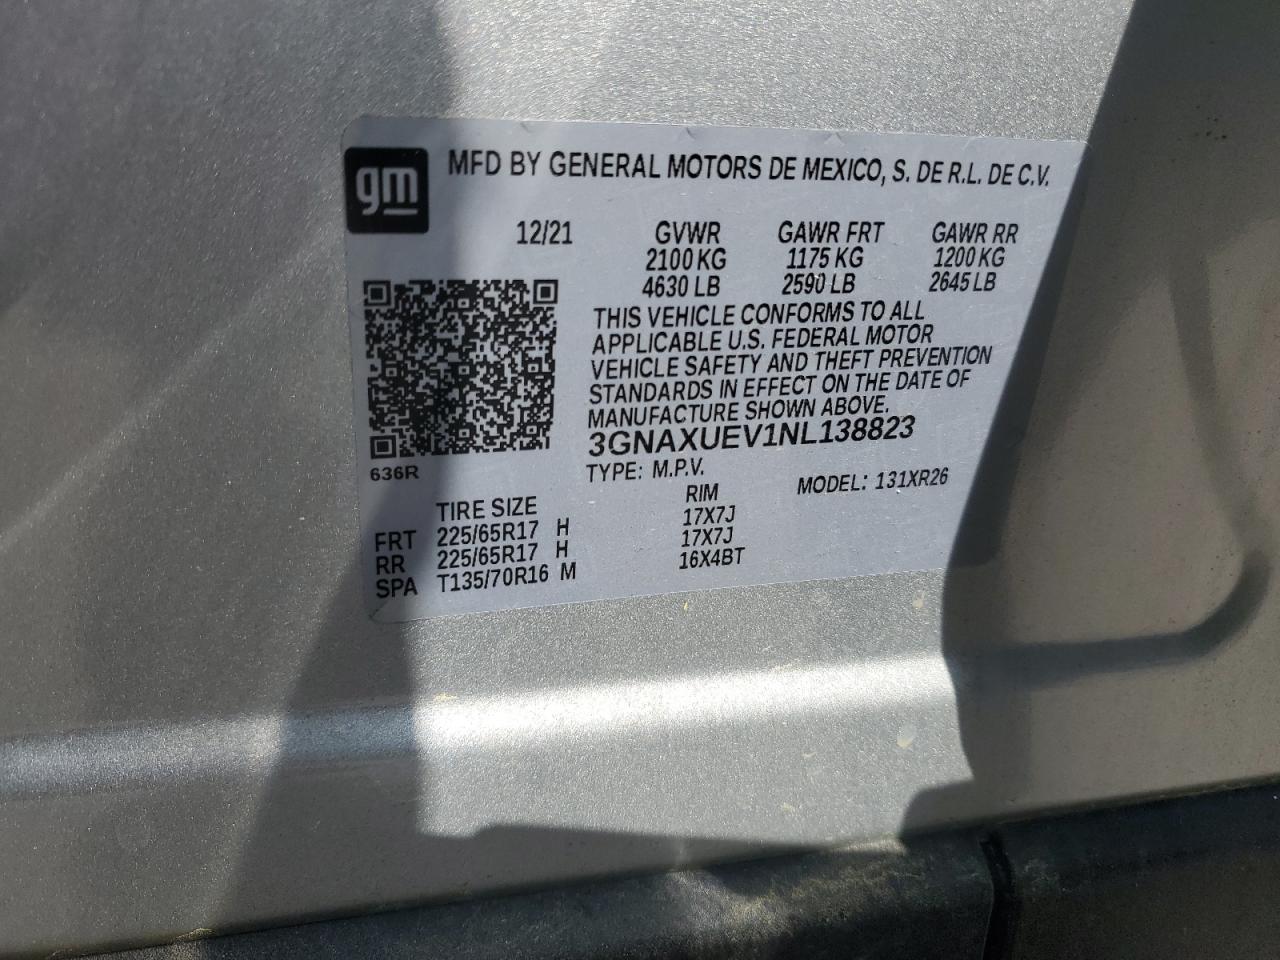 gm
MFD BY GENERAL MOTORS DE MEXICO, S. DE R.L. DE C.V.
12/21 GVWR GAWR FRT GAWR RR
2100 KG 1175 KG 1200 KG
4630 LB 2590 LB 2645 LB
THIS VEHICLE CONFORMS TO ALL
APPLICABLE U.S. FEDERAL MOTOR
VEHICLE SAFETY AND THEFT PREVENTION
STANDARDS IN EFFECT ON THE DATE OF
MANUFACTURE SHOWN ABOVE.
3GNAXUEV1NL138823
636R
TYPE: M.P.V. MODEL: 131XR26
TIRE SIZE RIM
FRT 225/65R17 H 17X7J
RR 225/65R17 H 17X7J
SPA T135/70R16 M 16X4BT